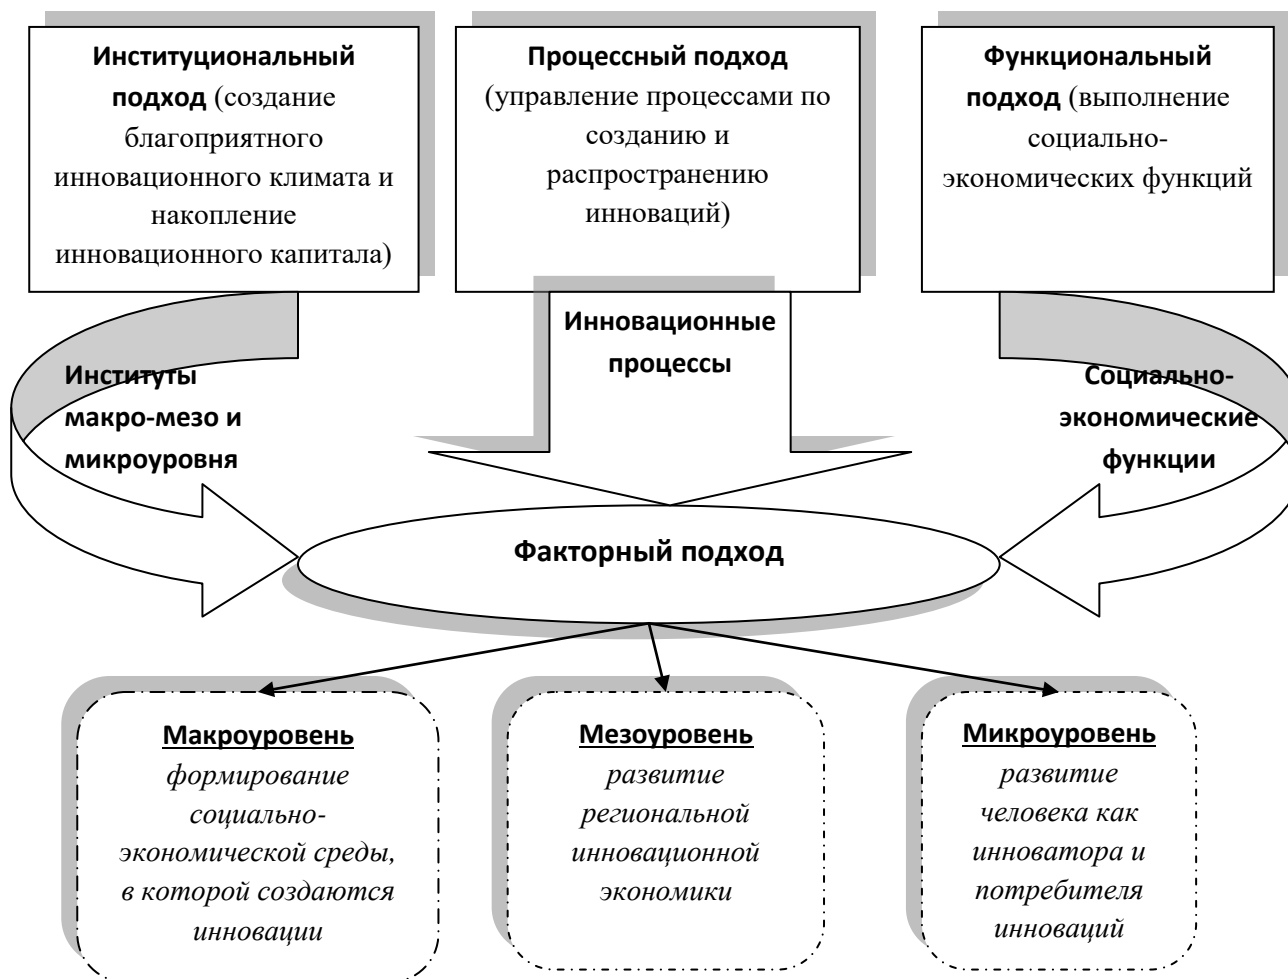 Институциональный
подход (создание
благоприятного
инновационного климата и
накопление
инновационного капитала)
Процессный подход
(управление процессами по
созданию и
распространению
инноваций)
Функциональный
подход (выполнение
социально-
экономических функций)
Институты
макро-мезо и
микроуровня
Инновационные
процессы
Социально-
экономические
функции
Факторный подход
Макроуровень
формирование
социально-
экономической среды,
в которой создаются
инновации
Мезоуровень
развитие
региональной
инновационной
экономики
Микроуровень
развитие
человека как
инноватора и
потребителя
инноваций